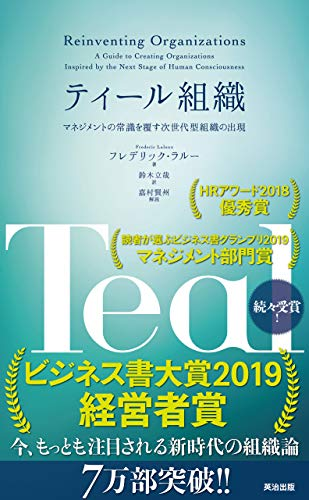 Reinventing Organizations
A Guide to Creating Organizations
Inspired by the Next Stage of Human Consciousness
ティール組織
マネジメントの常識を覆す次世代型組織の出現
Frederic Laloux
フレデリック・ラルー
著
鈴木立哉
訳
嘉村賢州
解説
HRアワード2018
優秀賞
読者が選ぶビジネス書グランプリ2019
マネジメント部門賞
Teal
続々受賞!
ビジネス書大賞2019
経営者賞
今、もっとも注目される新時代の組織論
7万部突破!!
英治出版